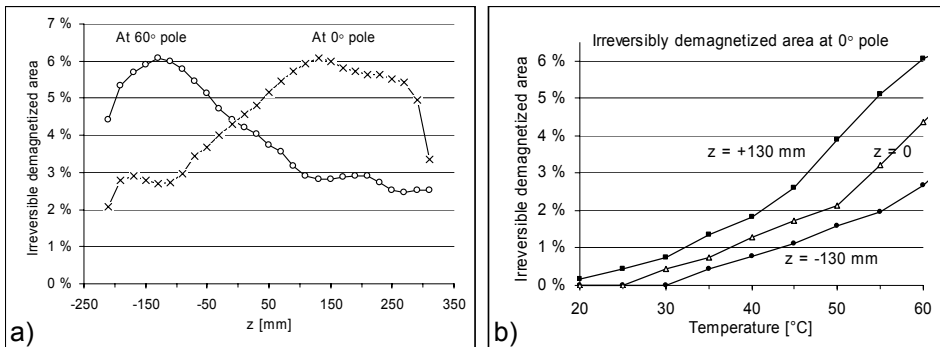 7 %
6 %
5 %
4 %
3 %
2 %
1 %
0 %
Irreversible demagnetized area
At 60° pole
At 0° pole
-250
-150
-50
50
150
250
350
z [mm]
a)
Irreversibly demagnetized area at 0° pole
6 %
5 %
4 %
3 %
2 %
1 %
0 %
Irreversible demagnetized area
z = +130 mm
z = 0
z = -130 mm
20
25
30
35
40
45
50
55
60
Temperature [°C]
b)